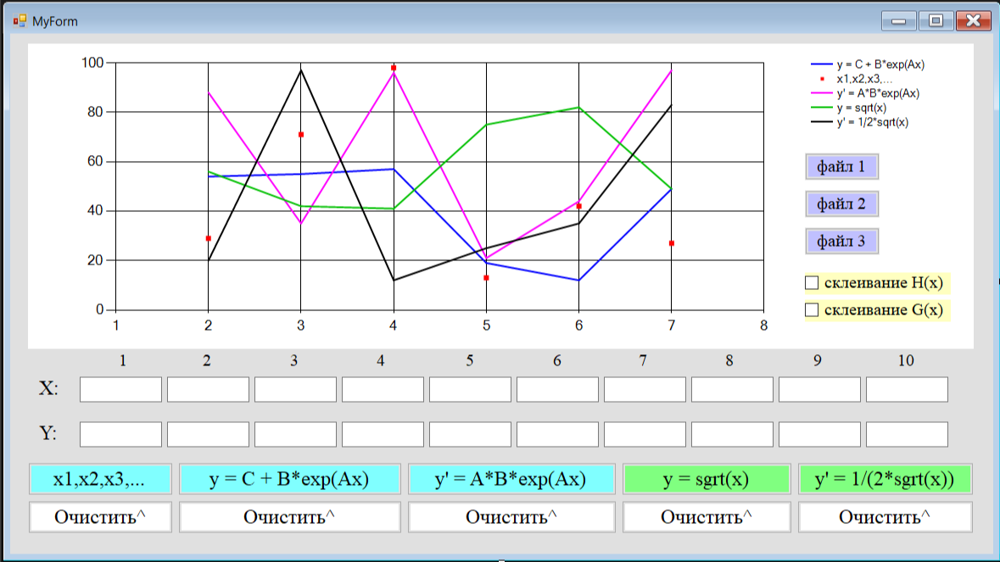 MyForm
100
80
60
40
20
0
1 2 3 4 5 6 7 8
y = C + B*exp(Ax)
x1,x2,x3,...
y' = A*B*exp(Ax)
y = sqrt(x)
y' = 1/2*sqrt(x)
файл 1
файл 2
файл 3
склеивание H(x)
склеивание G(x)
1 2 3 4 5 6 7 8 9 10
X:
Y:
x1,x2,x3,... y = C + B*exp(Ax) y' = A*B*exp(Ax) y = sgrt(x) y' = 1/(2*sgrt(x))
Очистить^ Очистить^ Очистить^ Очистить^ Очистить^